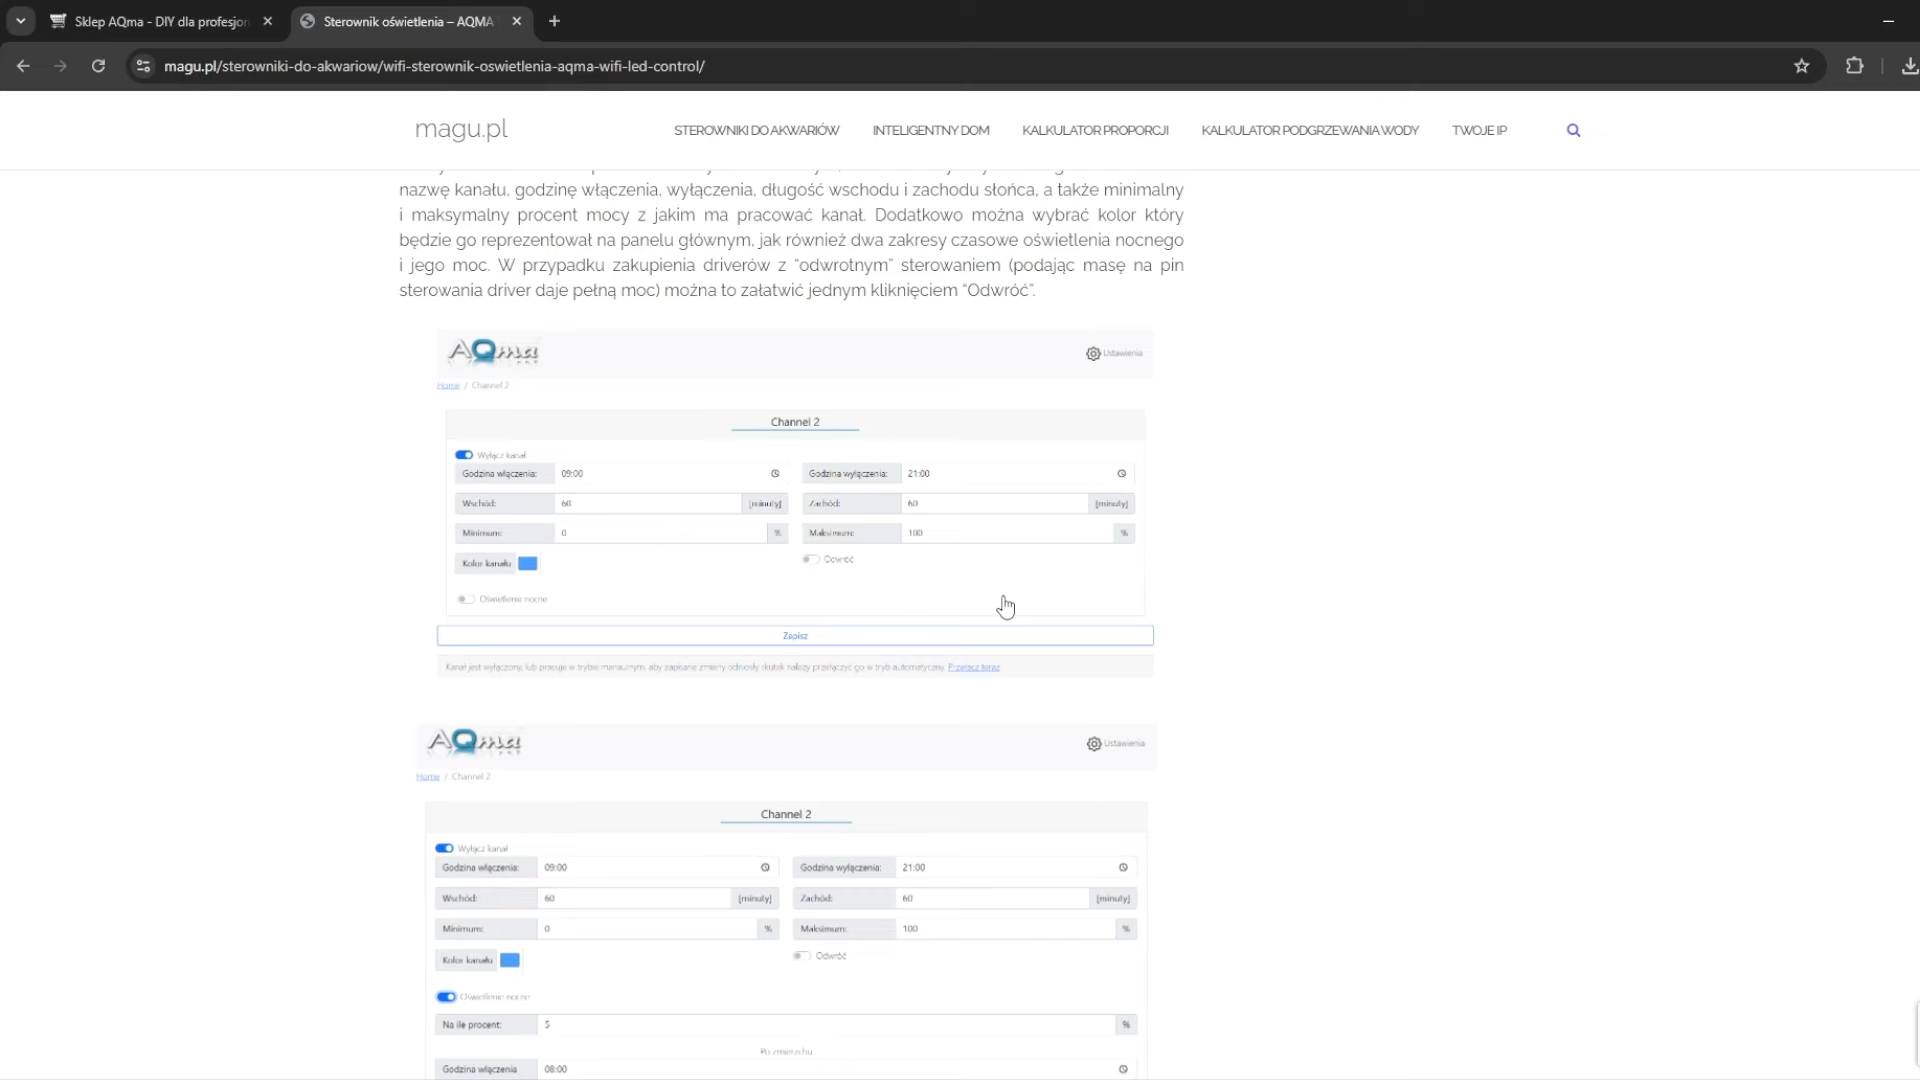 Sklep AQma - DIY dla profesjon
Sterownik oświetlenia – AQMA
magu.pl/sterowniki-do-akwariow/wifi-sterownik-oswietlenia-aqma-wifi-led-control/
magu.pl
STEROWNIKI DO AKWARIÓW
INTELIGENTNY DOM
KALKULATOR PROPORCJI
KALKULATOR PODGRZEWANIA WODY
TWOJE IP
nazwę kanału, godzinę włączenia, wyłączenia, długość wschodu i zachodu słońca, a także minimalny
i maksymalny procent mocy z jakim ma pracować kanał. Dodatkowo można wybrać kolor który
będzie go reprezentował na panelu głównym, jak również dwa zakresy czasowe oświetlenia nocnego
i jego moc. W przypadku zakupienia driverów z “odwrotnym” sterowaniem (podając masę na pin
sterowania driver daje pełną moc) można to załatwić jednym kliknięciem “Odwróć”.
AQma
Ustawienia
Home / Channel 2
Channel 2
Wyłącz kanał
Godzina włączenia: 09:00
Godzina wyłączenia: 21:00
Wschód: 60 [minuty]
Zachód: 60 [minuty]
Minimum: 0 %
Maksimum: 100 %
Kolor kanału
Odwróć
Oświetlenie nocne
Zapisz
Kanał jest wyłączony, lub pracuje w trybie manualnym, aby zapisane zmiany odniosły skutek należy przełączyć go w tryb automatyczny. Przełącz teraz
AQma
Ustawienia
Home / Channel 2
Channel 2
Wyłącz kanał
Godzina włączenia: 09:00
Godzina wyłączenia: 21:00
Wschód: 60 [minuty]
Zachód: 60 [minuty]
Minimum: 0 %
Maksimum: 100 %
Kolor kanału
Odwróć
Oświetlenie nocne
Na ile procent: 5 %
Po zmierzchu
Godzina włączenia 08:00